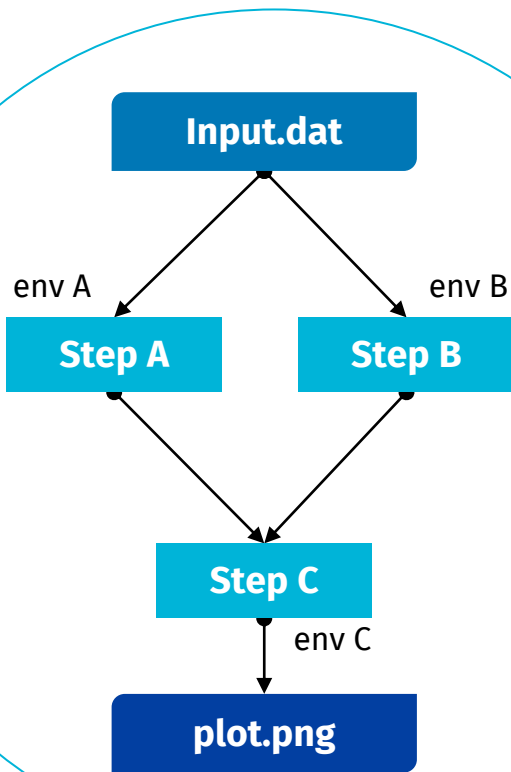 Input.dat
env A
env B
Step A
Step B
Step C
env C
plot.png